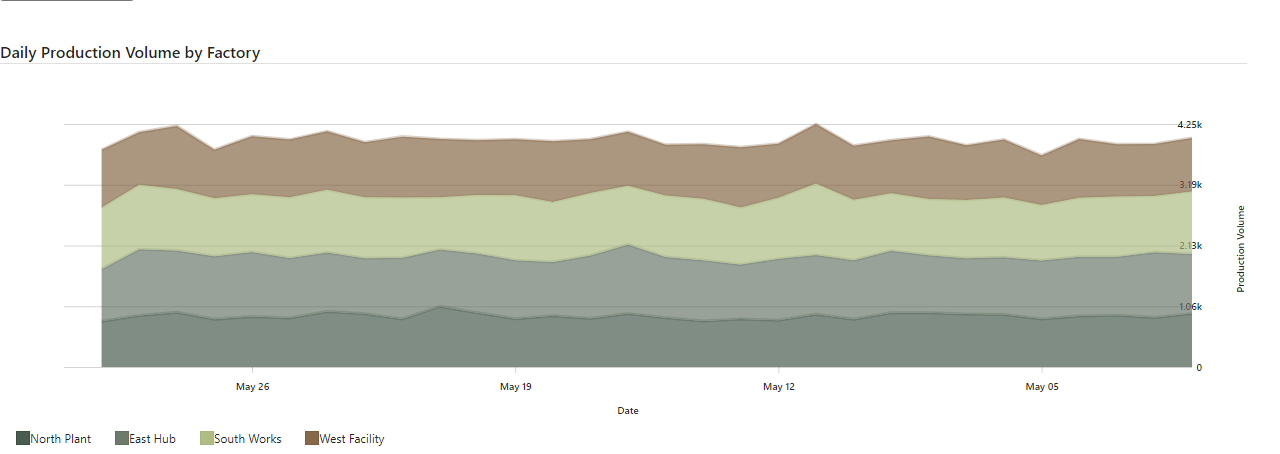 Daily Production Volume by Factory
4.25k
3.19k
2.13k
1.06k
0
Production Volume
May 26
May 19
May 12
May 05
Date
North Plant
East Hub
South Works
West Facility